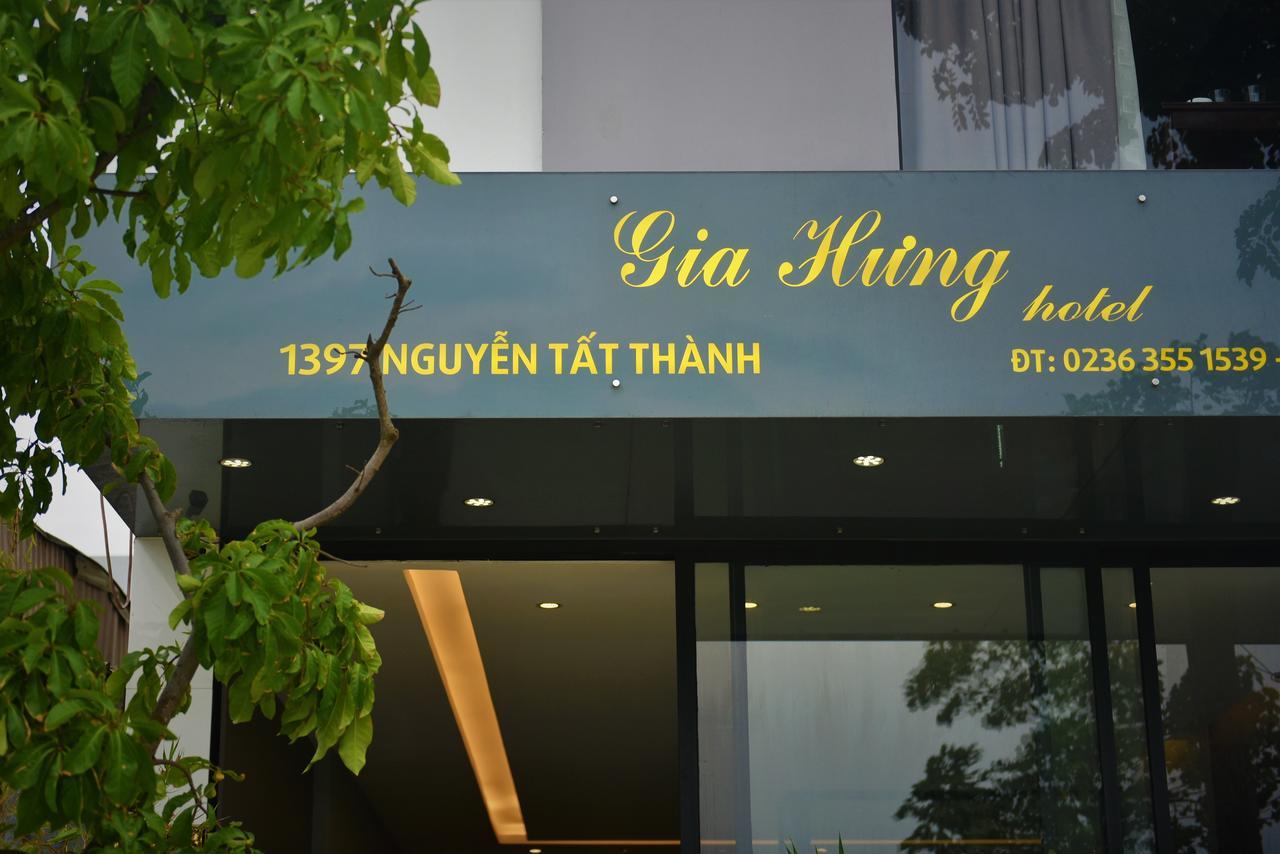 Gia Hưng
hotel
1397 NGUYỄN TẤT THÀNH
ĐT: 0236 355 1539 -